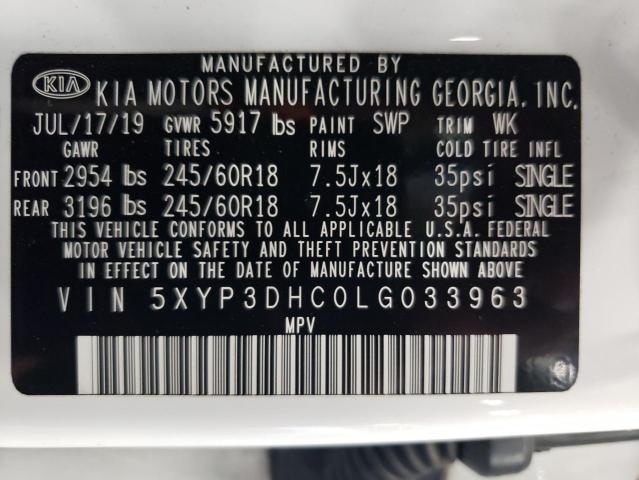 MANUFACTURED BY
KIA KIA MOTORS MANUFACTURING GEORGIA, INC.
JUL/17/19 GVWR 5917 lbs PAINT SWP TRIM WK
GAWR TIRES RIMS COLD TIRE INFL
FRONT 2954 lbs 245/60R18 7.5Jx18 35psi SINGLE
REAR 3196 lbs 245/60R18 7.5Jx18 35psi SINGLE
THIS VEHICLE CONFORMS TO ALL APPLICABLE U.S.A. FEDERAL
MOTOR VEHICLE SAFETY AND THEFT PREVENTION STANDARDS
IN EFFECT ON THE DATE OF MANUFACTURE SHOWN ABOVE.
VIN 5XYP3DHC0LG033963
MPV